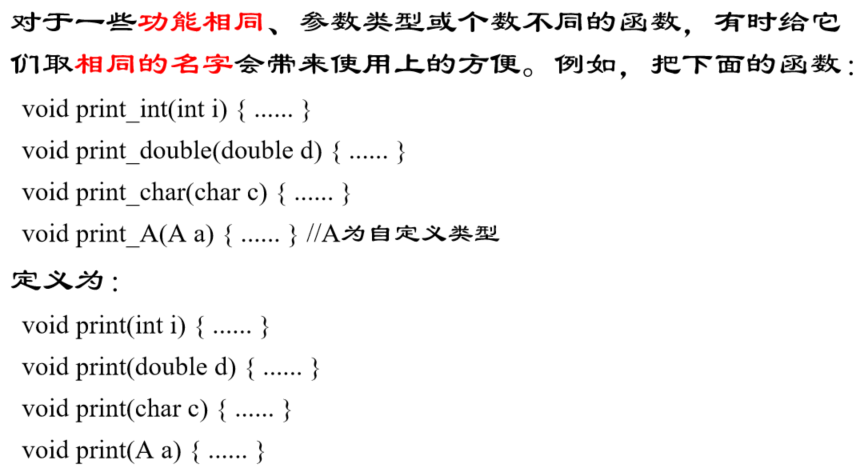 对于一些功能相同、参数类型或个数不同的函数，有时给它
们取相同的名字会带来使用上的方便。例如，把下面的函数：
void print_int(int i) { ...... }
void print_double(double d) { ...... }
void print_char(char c) { ...... }
void print_A(A a) { ...... } //A为自定义类型
定义为：
void print(int i) { ...... }
void print(double d) { ...... }
void print(char c) { ...... }
void print(A a) { ...... }